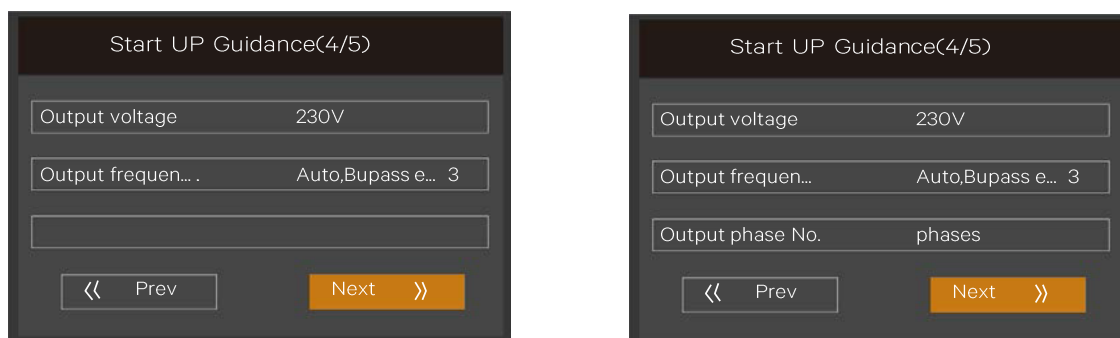 Start UP Guidance(4/5)
Output voltage 230V
Output frequen... . Auto,Bupass e... 3
« Prev Next »
Start UP Guidance(4/5)
Output voltage 230V
Output frequen... Auto,Bupass e... 3
Output phase No. phases
« Prev Next »